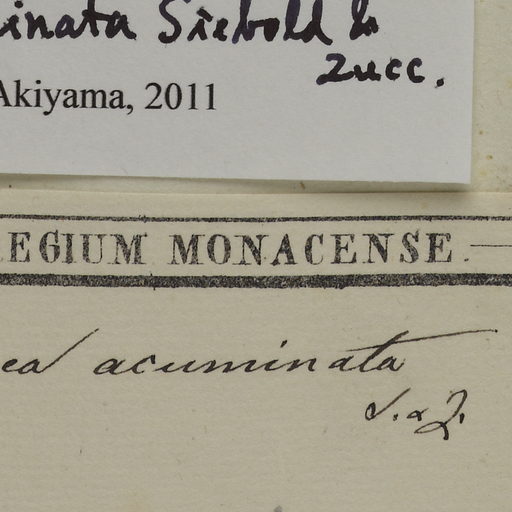 inata Siebold &
Zucc.
Akiyama, 2011
EGIUM MONACENSE.
ea acuminata
S. & Z.